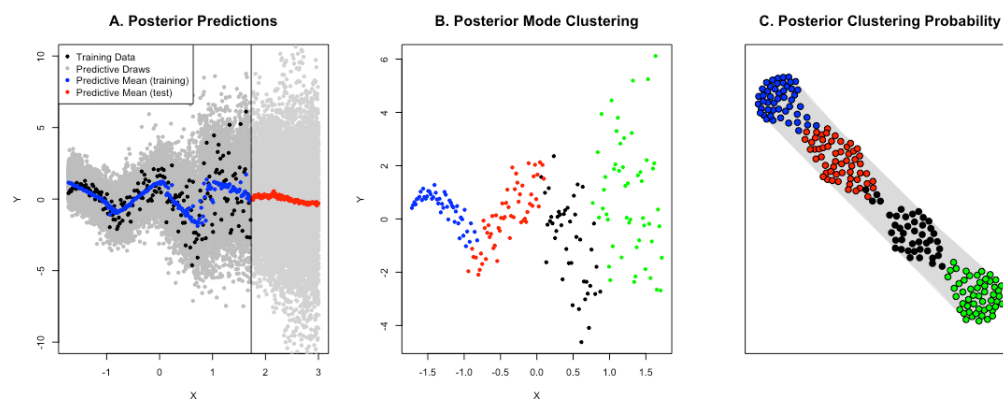 A. Posterior Predictions
B. Posterior Mode Clustering
C. Posterior Clustering Probability
Training Data
Predictive Draws
Predictive Mean (training)
Predictive Mean (test)
10
5
0
-5
-10
Y
-1
0
1
2
3
X
6
4
2
0
-2
-4
Y
-1.5
-1.0
-0.5
0.0
0.5
1.0
1.5
X